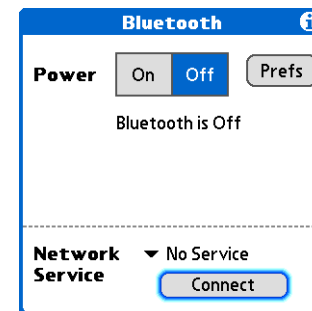 Bluetooth i
Power On Off Prefs
Bluetooth is Off
Network No Service
Service Connect